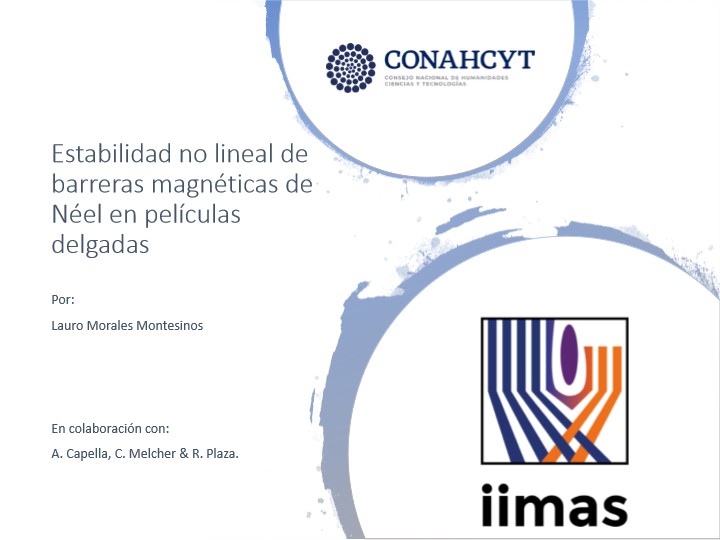 CONAHCYT
CONSEJO NACIONAL DE HUMANIDADES
CIENCIAS Y TECNOLOGÍAS
Estabilidad no lineal de
barreras magnéticas de
Néel en películas
delgadas
Por:
Lauro Morales Montesinos
En colaboración con:
A. Capella, C. Melcher & R. Plaza.
iimas